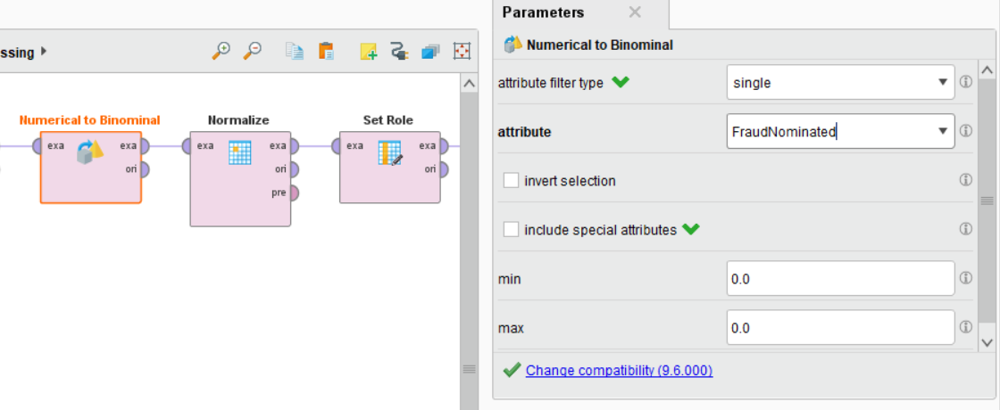 ssing
Numerical to Binominal
exa
exa
ori
Normalize
exa
exa
ori
pre
Set Role
exa
exa
ori
Parameters
Numerical to Binominal
attribute filter type
single
attribute
FraudNominated
invert selection
include special attributes
min
0.0
max
0.0
Change compatibility (9.6.000)